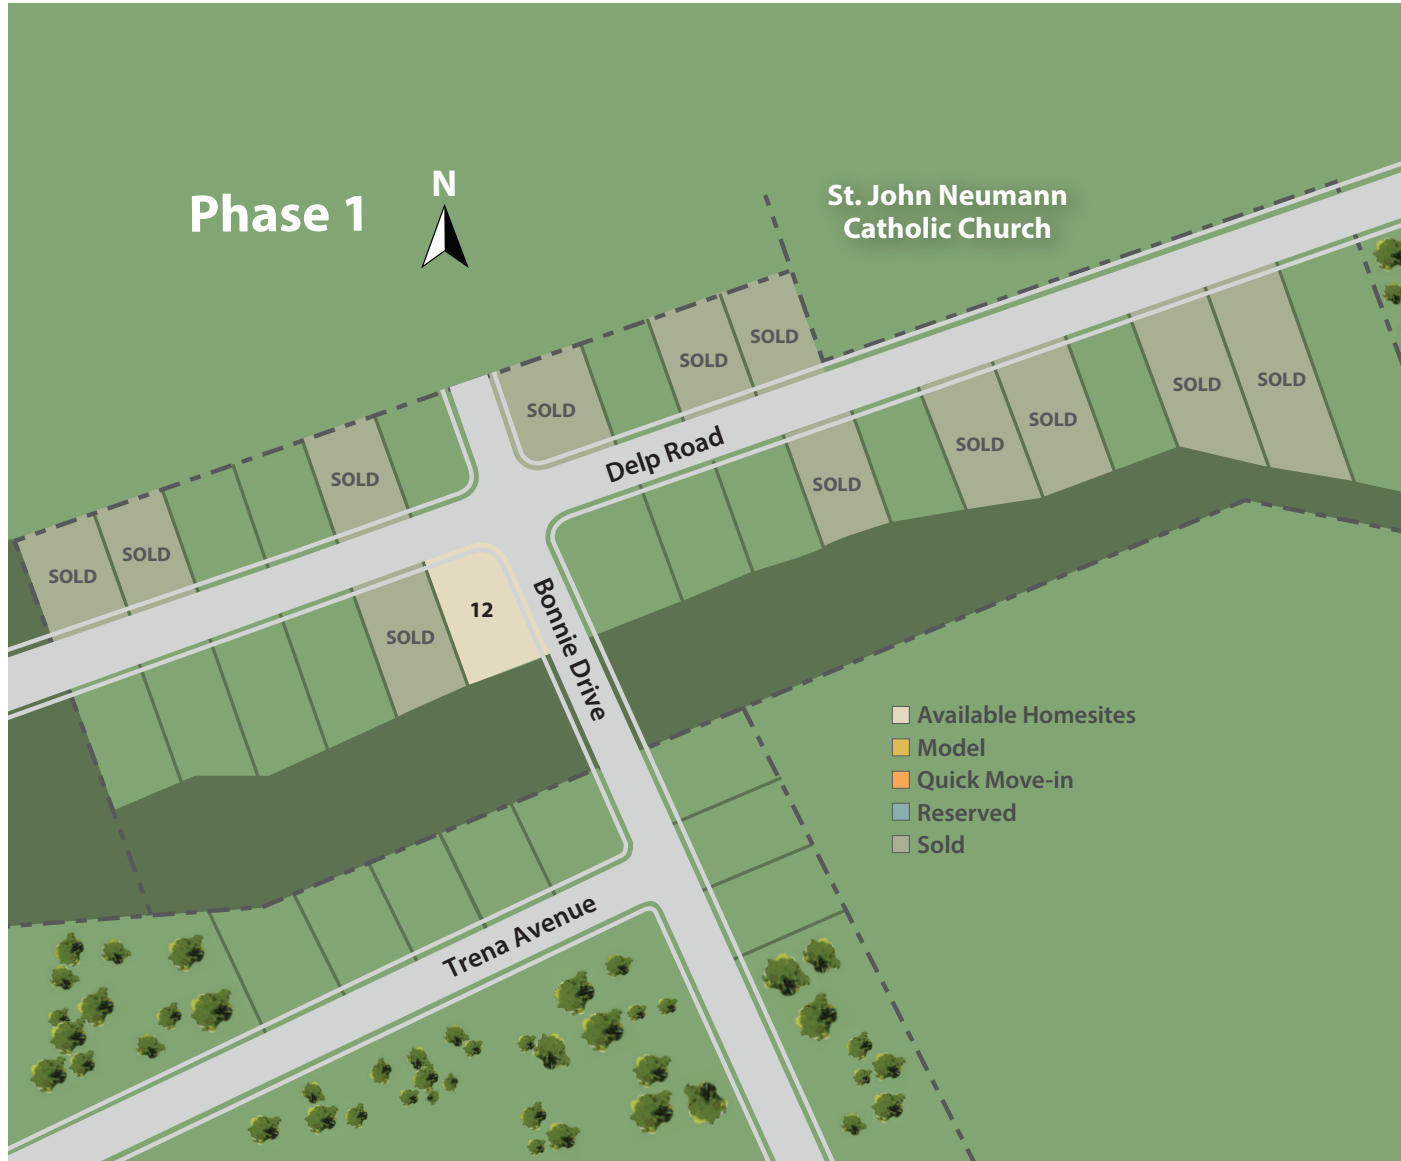 N
Phase 1
St. John Neumann
Catholic Church
SOLD
SOLD
SOLD
SOLD
SOLD
SOLD
SOLD
SOLD
Delp Road
SOLD
SOLD
SOLD
SOLD
SOLD
12
SOLD
Bonnie Drive
Available Homesites
Model
Quick Move-in
Reserved
Sold
Trena Avenue